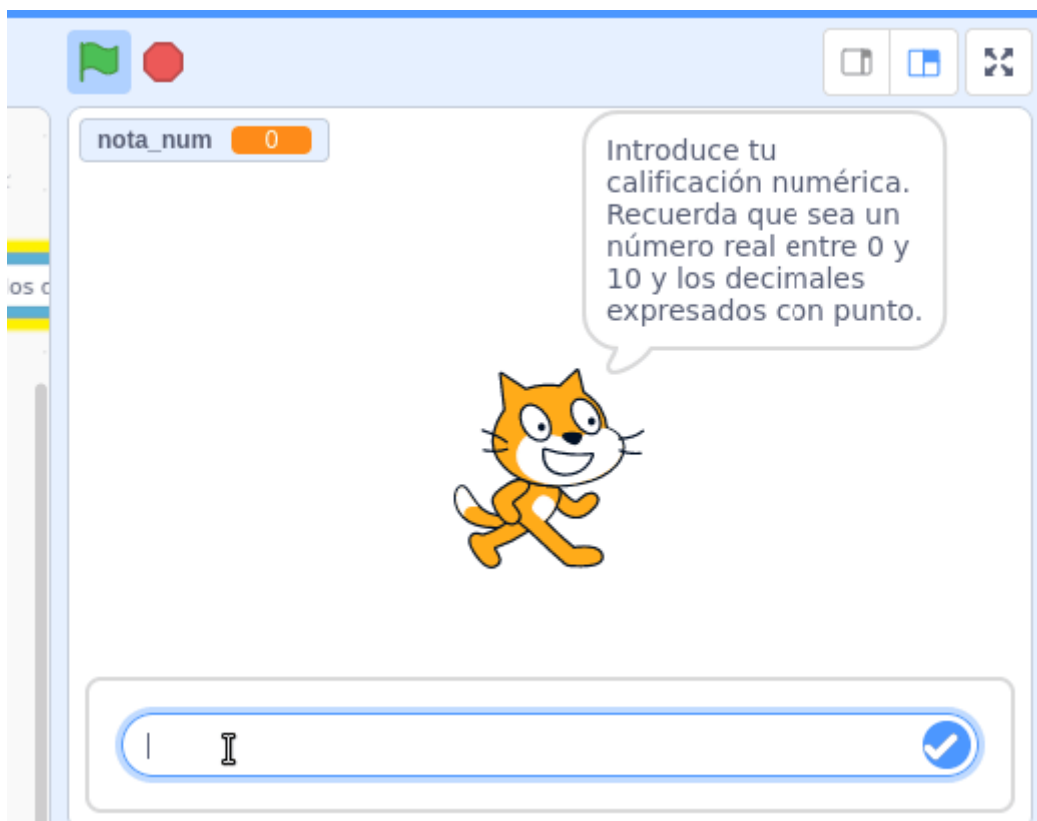 nota_num 0
Introduce tu
calificación numérica.
Recuerda que sea un
número real entre 0 y
10 y los decimales
expresados con punto.